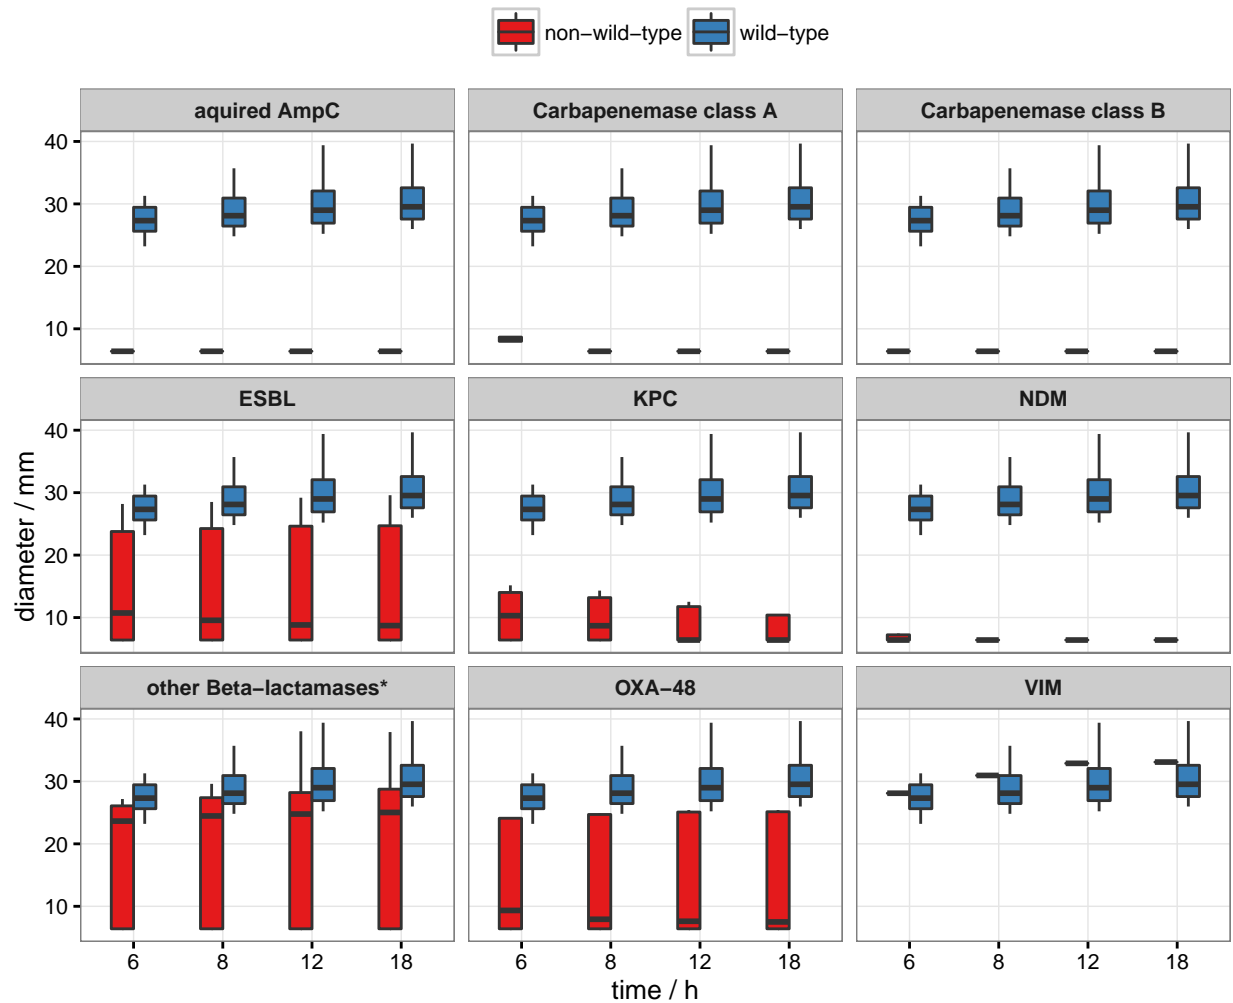 non−wild−type wild−type
aquired AmpC Carbapenemase class A Carbapenemase class B
40
30
20
10
ESBL KPC NDM
40
30
20
10
diameter / mm
other Beta−lactamases* OXA−48 VIM
40
30
20
10
6 8 12 18 6 8 12 18 6 8 12 18
time / h